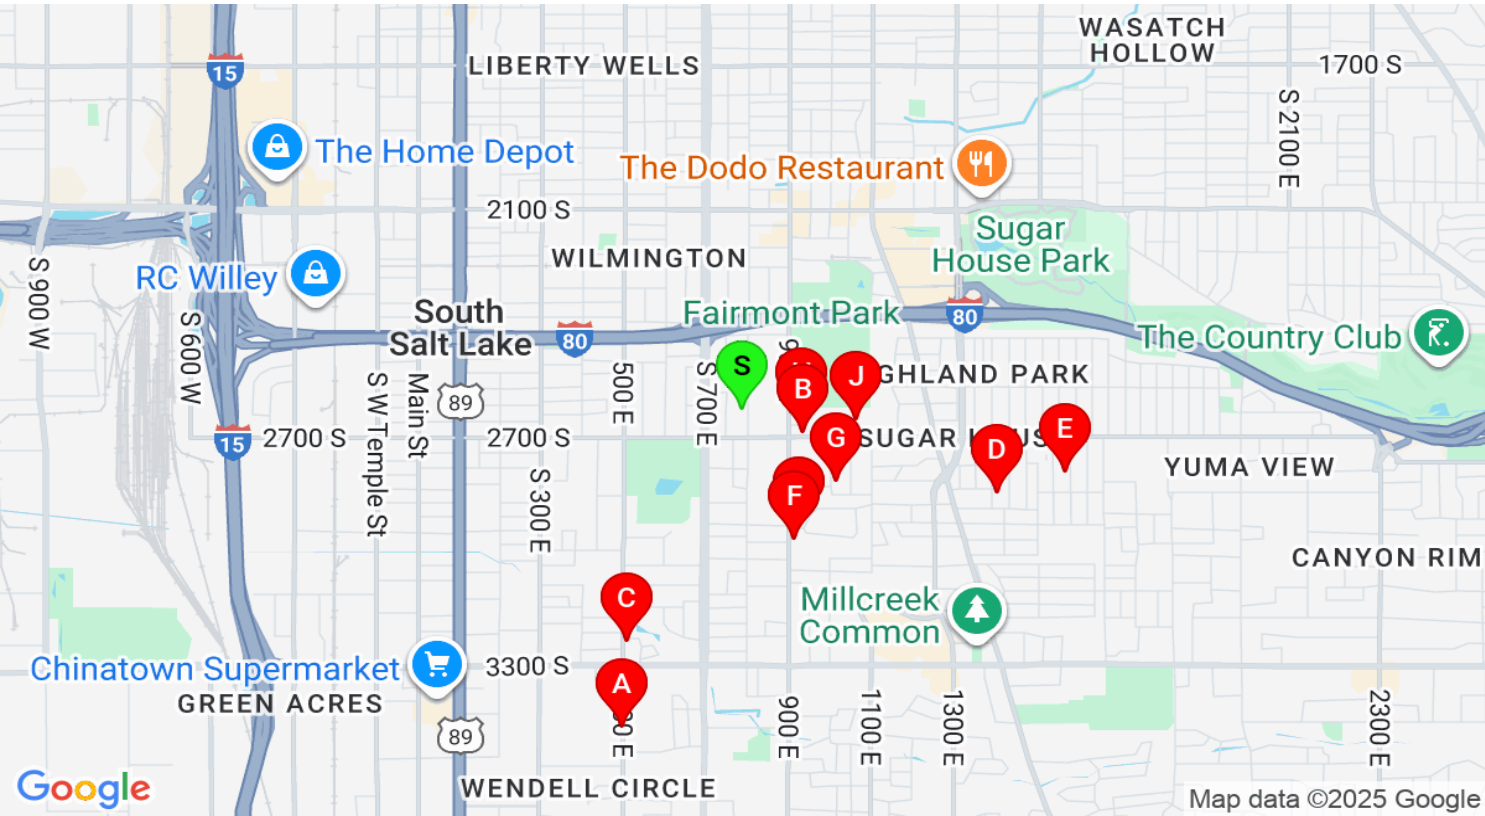 WASATCH
HOLLOW
LIBERTY WELLS
1700 S
15
S 2100 E
The Home Depot
The Dodo Restaurant
2100 S
Sugar
House Park
WILMINGTON
S 900 W
RC Willey
South
Salt Lake
Fairmont Park
80
80
The Country Club
S 600 W
S
B
J
GHLAND PARK
500 E
S 700 E
S W Temple St
Main St
89
15
2700 S
2700 S
G
SUGAR
D
E
YUMA VIEW
S 300 E
F
CANYON RIM
C
Millcreek
Common
Chinatown Supermarket
3300 S
A
GREEN ACRES
900 E
1100 E
1300 E
2300 E
89
WENDELL CIRCLE
Google
Map data ©2025 Google